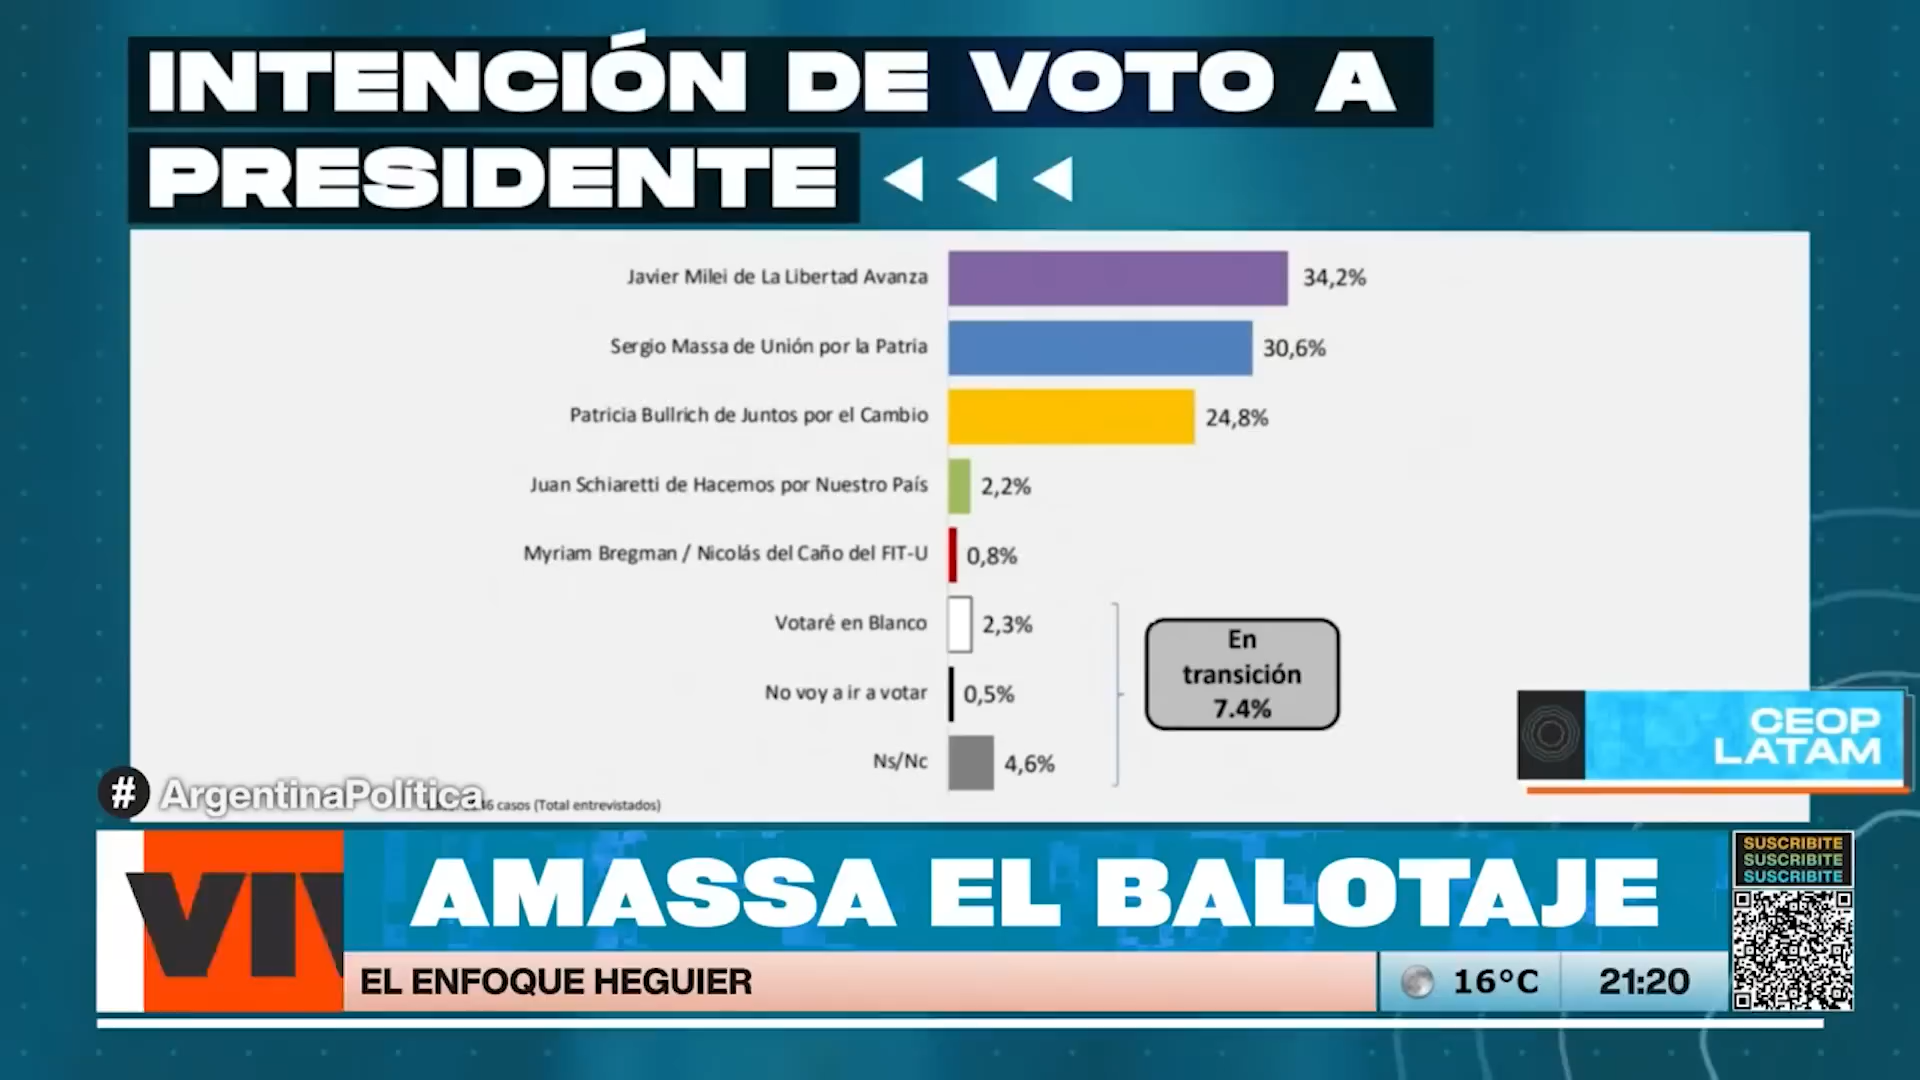 INTENCIÓN DE VOTO A
PRESIDENTE
Javier Milei de La Libertad Avanza 34,2%
Sergio Massa de Unión por la Patria 30,6%
Patricia Bullrich de Juntos por el Cambio 24,8%
Juan Schiaretti de Hacemos por Nuestro País 2,2%
Myriam Bregman / Nicolás del Caño del FIT-U 0,8%
Votaré en Blanco 2,3%
No voy a ir a votar 0,5%
Ns/Nc 4,6%
En
transición
7.4%
CEOP
LATAM
# ArgentinaPolítica
casos (Total entrevistados)
VIV
AMASSA EL BALOTAJE
EL ENFOQUE HEGUIER
16°C
21:20
SUSCRIBITE
SUSCRIBITE
SUSCRIBITE